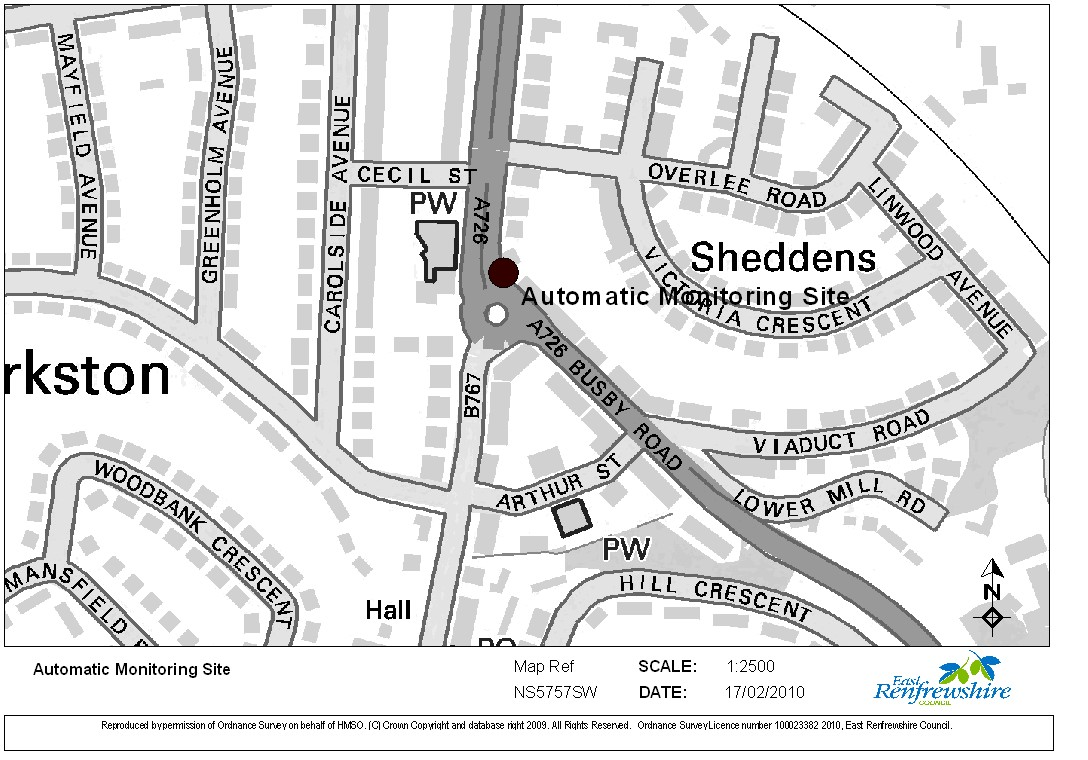 MAYFIELD AVENUE
GREENHOLM AVENUE
CAROLSIDE AVENUE
CECIL ST
PW
A726
OVERLEE ROAD
LINWOOD AVENUE
Sheddens
VICTORIA CRESCENT
Automatic Monitoring Site
A726 BUSBY ROAD
B767
rkston
VIADUCT ROAD
WOODBANK CRESCENT
ARTHUR ST
LOWER MILL RD
PW
MANSFIELD
HILL CRESCENT
Hall
PO
N
Automatic Monitoring Site
Map Ref
NS5757SW
SCALE: 1:2500
DATE: 17/02/2010
East
Renfrewshire
COUNCIL
Reproduced by permission of Ordnance Survey on behalf of HMSO. (C) Crown Copyright and database right 2009. All Rights Reserved. Ordnance Survey Licence number 100023382 2010, East Renfrewshire Council.